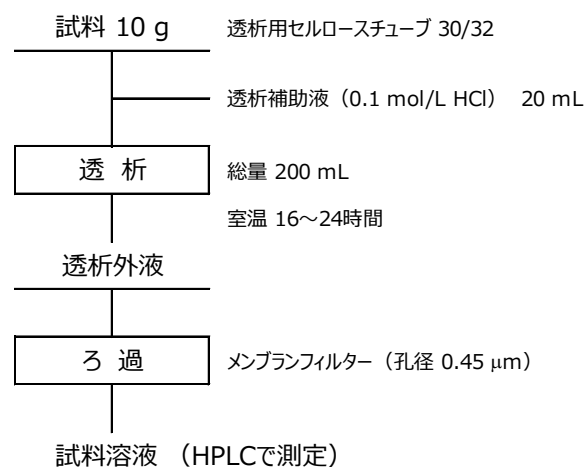 試料 10 g 透析用セルロースチューブ 30/32
透析補助液（0.1 mol/L HCl） 20 mL
透 析 総量 200 mL
室温 16～24時間
透析外液
ろ 過 メンブランフィルター（孔径 0.45 μm）
試料溶液 （HPLCで測定）